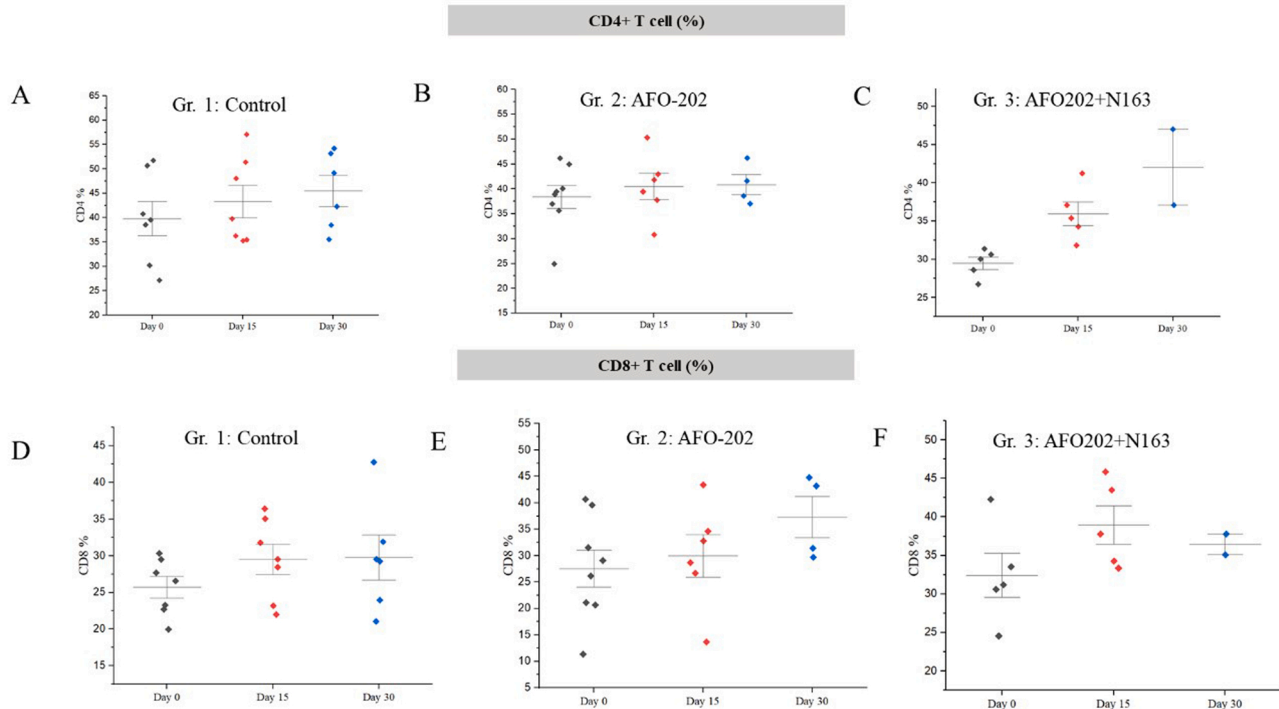 CD4+ T cell (%)
A
Gr. 1: Control
CD4 %
65
60
55
50
45
40
35
30
25
20
Day 0
Day 15
Day 30
B
Gr. 2: AFO-202
CD4 %
60
55
50
45
40
35
30
25
20
15
Day 0
Day 15
Day 30
C
Gr. 3: AFO202+N163
CD4 %
50
45
40
35
30
25
Day 0
Day 15
Day 30
CD8+ T cell (%)
D
Gr. 1: Control
CD8 %
45
40
35
30
25
20
15
Day 0
Day 15
Day 30
E
Gr. 2: AFO-202
CD8 %
55
50
45
40
35
30
25
20
15
10
5
Day 0
Day 15
Day 30
F
Gr. 3: AFO202+N163
CD8 %
50
45
40
35
30
25
20
Day 0
Day 15
Day 30